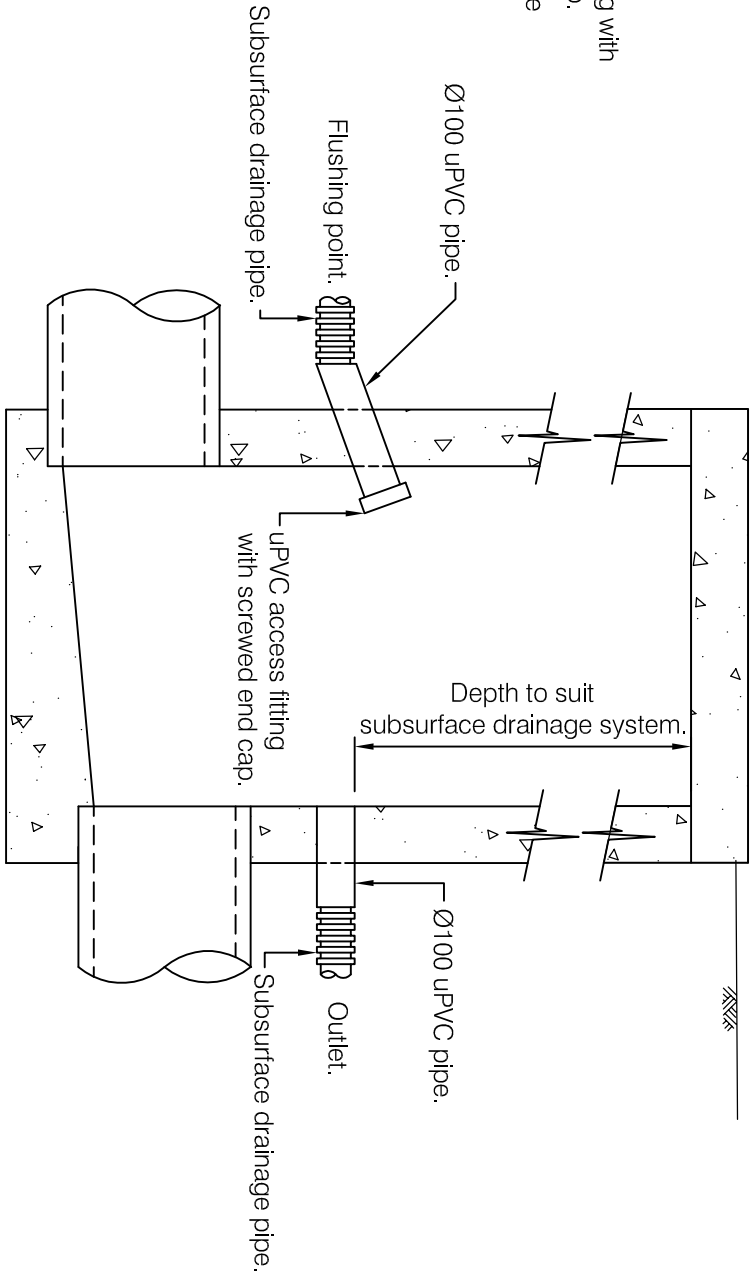 g with
p.
e
Ø100 uPVC pipe.
Flushing point.
Subsurface drainage pipe.
uPVC access fitting
with screwed end cap.
Depth to suit
subsurface drainage system.
Ø100 uPVC pipe.
Outlet.
Subsurface drainage pipe.